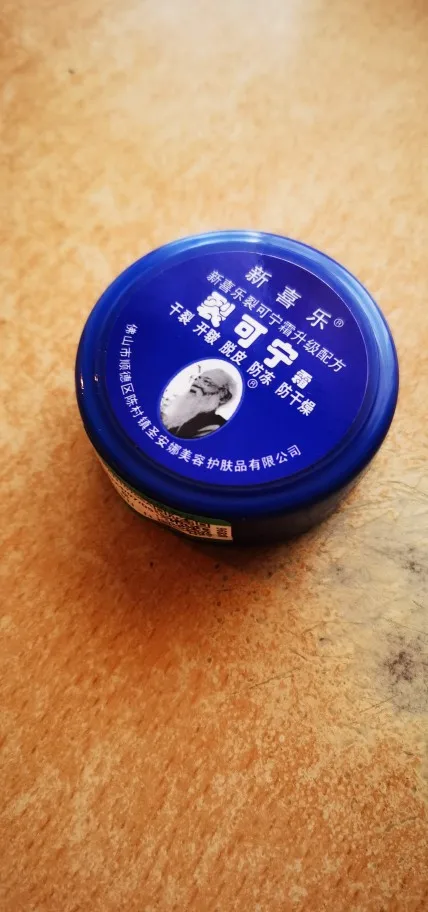 新喜乐®
新喜乐裂可宁霜升级配方
裂可宁霜
干裂 开皲 脱皮 防冻 防干燥
®
佛山市顺德区陈村镇圣安娜美容护肤品有限公司